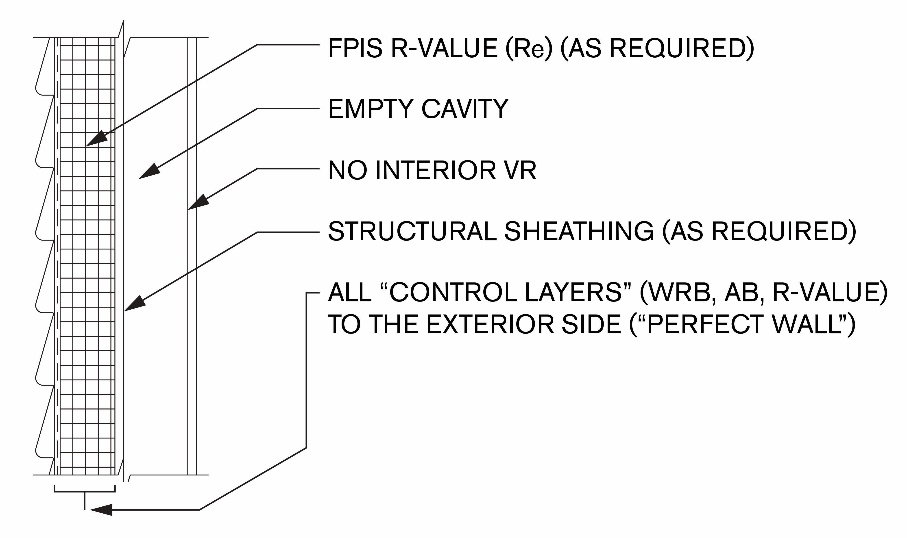 FPIS R-VALUE (Re) (AS REQUIRED)
EMPTY CAVITY
NO INTERIOR VR
STRUCTURAL SHEATHING (AS REQUIRED)
ALL “CONTROL LAYERS” (WRB, AB, R-VALUE)
TO THE EXTERIOR SIDE (“PERFECT WALL”)